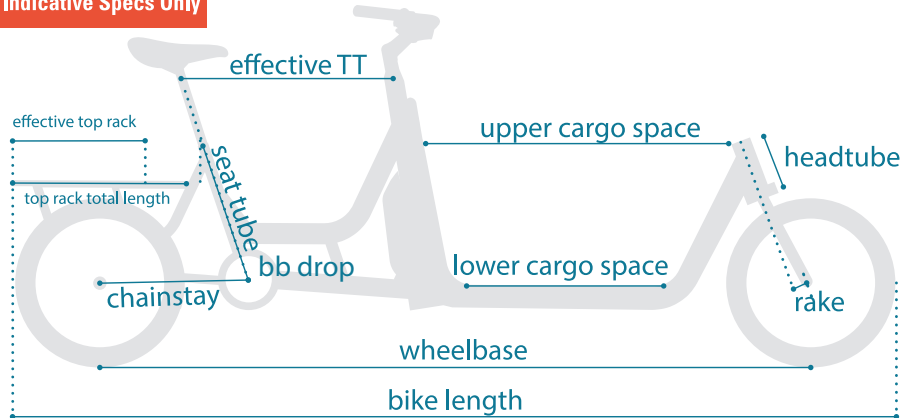 Indicative Specs Only
effective TT
effective top rack
upper cargo space
headtube
seat tube
top rack total length
bb drop
lower cargo space
chainstay
rake
wheelbase
bike length